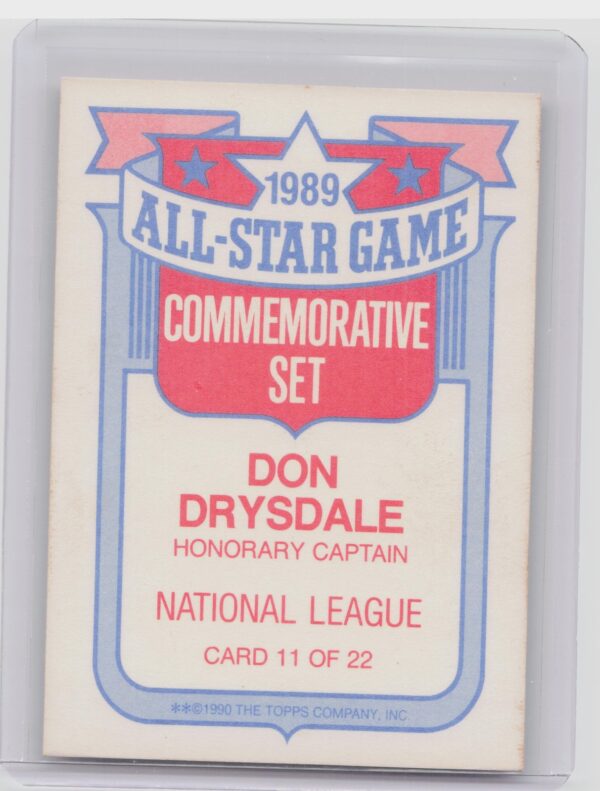 1989
ALL-STAR GAME
COMMEMORATIVE
SET
DON
DRYSDALE
HONORARY CAPTAIN
NATIONAL LEAGUE
CARD 11 OF 22
**©1990 THE TOPPS COMPANY, INC.